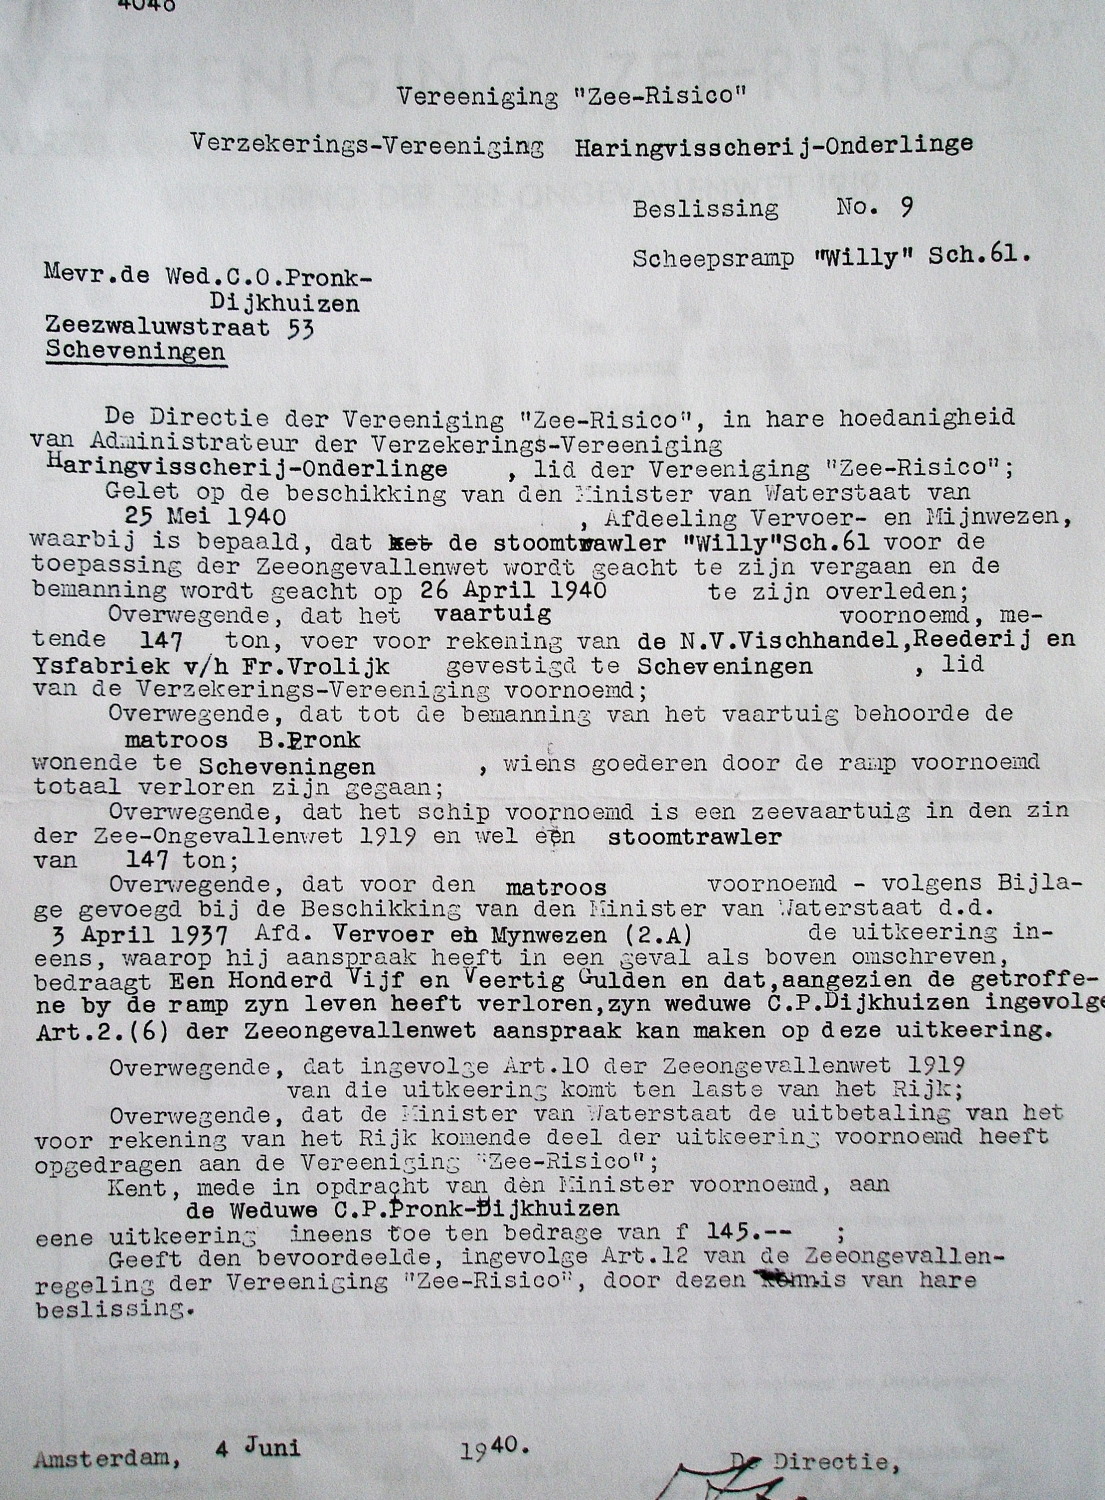 4048
Vereeniging "Zee-Risico"
Verzekerings-Vereeniging Haringvisscherij-Onderlinge
Beslissing No. 9
Scheepsramp "Willy" Sch.61.
Mevr.de Wed.C.O.Pronk-
Dijkhuizen
Zeezwaluwstraat 53
Scheveningen
De Directie der Vereeniging "Zee-Risico", in hare hoedanigheid
van Administrateur der Verzekerings-Vereeniging
Haringvisscherij-Onderlinge , lid der Vereeniging "Zee-Risico";
Gelet op de beschikking van den Minister van Waterstaat van
25 Mei 1940 , Afdeeling Vervoer- en Mijnwezen,
waarbij is bepaald, dat het de stoomtrawler "Willy"Sch.61 voor de
toepassing der Zeeongevallenwet wordt geacht te zijn vergaan en de
bemanning wordt geacht op 26 April 1940 te zijn overleden;
Overwegende, dat het vaartuig voornoemd, me-
tende 147 ton, voer voor rekening van de N.V.Vischhandel,Reederij en
Ysfabriek v/h Fr.Vrolijk gevestigd te Scheveningen , lid
van de Verzekerings-Vereeniging voornoemd;
Overwegende, dat tot de bemanning van het vaartuig behoorde de
matroos B.Pronk
wonende te Scheveningen , wiens goederen door de ramp voornoemd
totaal verloren zijn gegaan;
Overwegende, dat het schip voornoemd is een zeevaartuig in den zin
der Zee-Ongevallenwet 1919 en wel een stoomtrawler
van 147 ton;
Overwegende, dat voor den matroos voornoemd - volgens Bijla-
ge gevoegd bij de Beschikking van den Minister van Waterstaat d.d.
3 April 1937 Afd. Vervoer en Mynwezen (2.A) de uitkeering in-
eens, waarop hij aanspraak heeft in een geval als boven omschreven,
bedraagt Een Honderd Vijf en Veertig Gulden en dat,aangezien de getroffe-
ne by de ramp zyn leven heeft verloren,zyn weduwe C.P.Dijkhuizen ingevolge
Art.2.(6) der Zeeongevallenwet aanspraak kan maken op deze uitkeering.
Overwegende, dat ingevolge Art.10 der Zeeongevallenwet 1919
van die uitkeering komt ten laste van het Rijk;
Overwegende, dat de Minister van Waterstaat de uitbetaling van het
voor rekening van het Rijk komende deel der uitkeering voornoemd heeft
opgedragen aan de Vereeniging "Zee-Risico";
Kent, mede in opdracht van den Minister voornoemd, aan
de Weduwe C.P.Pronk-Dijkhuizen
eene uitkeering ineens toe ten bedrage van f 145.-- ;
Geeft den bevoordeelde, ingevolge Art.12 van de Zeeongevallen-
regeling der Vereeniging "Zee-Risico", door dezen kennis van hare
beslissing.
Amsterdam, 4 Juni 1940. De Directie,